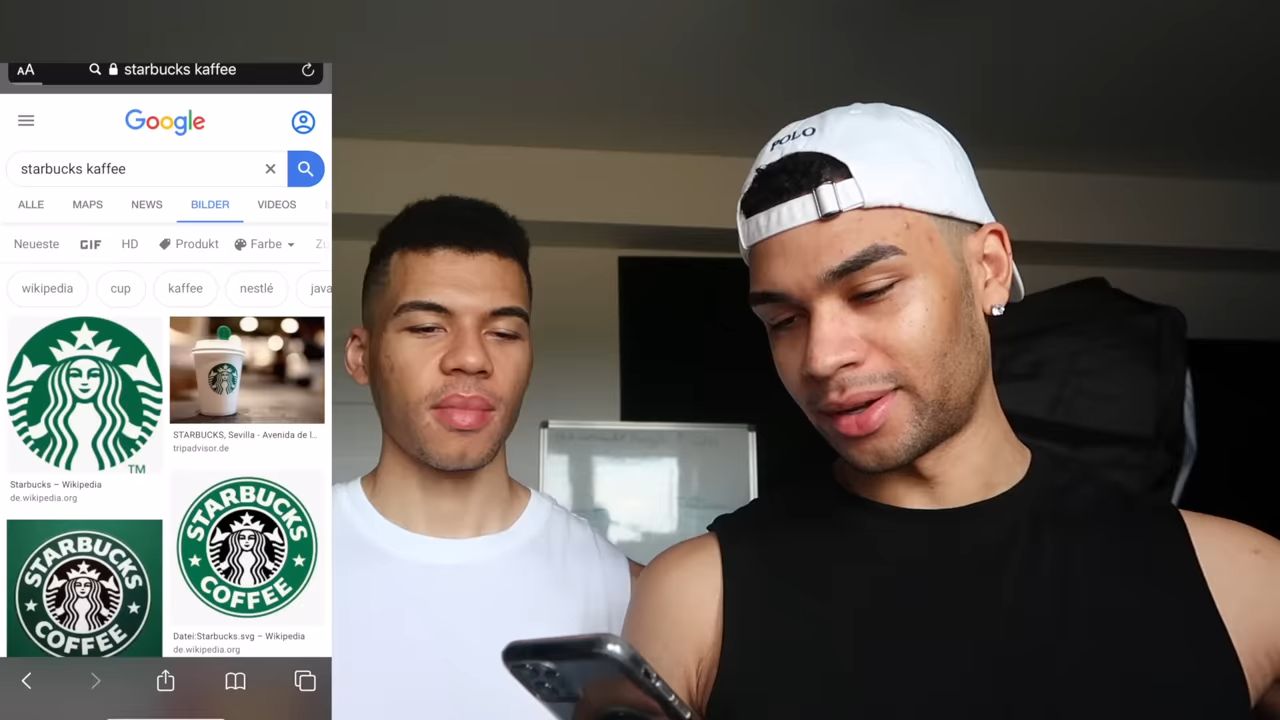 AA starbucks kaffee
Google
starbucks kaffee
ALLE MAPS NEWS BILDER VIDEOS
Neueste GIF HD Produkt Farbe
wikipedia cup kaffee nestlé java
TM
Starbucks – Wikipedia
de.wikipedia.org
STARBUCKS, Sevilla - Avenida de l...
tripadvisor.de
STARBUCKS
COFFEE
STARBUCKS
COFFEE
Datei:Starbucks.svg – Wikipedia
de.wikipedia.org
POLO